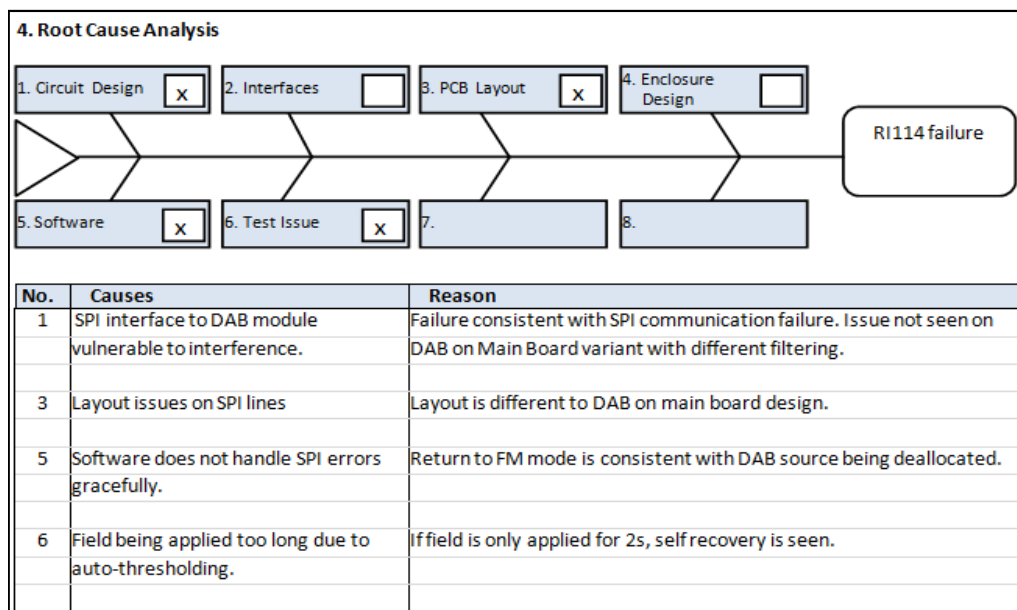 4. Root Cause Analysis
1. Circuit Design x
2. Interfaces
3. PCB Layout x
4. Enclosure
Design
RI114 failure
5. Software x
6. Test Issue x
7.
8.
No. Causes Reason
1 SPI interface to DAB module Failure consistent with SPI communication failure. Issue not seen on
vulnerable to interference. DAB on Main Board variant with different filtering.
3 Layout issues on SPI lines Layout is different to DAB on main board design.
5 Software does not handle SPI errors Return to FM mode is consistent with DAB source being deallocated.
gracefully.
6 Field being applied too long due to If field is only applied for 2s, self recovery is seen.
auto-thresholding.